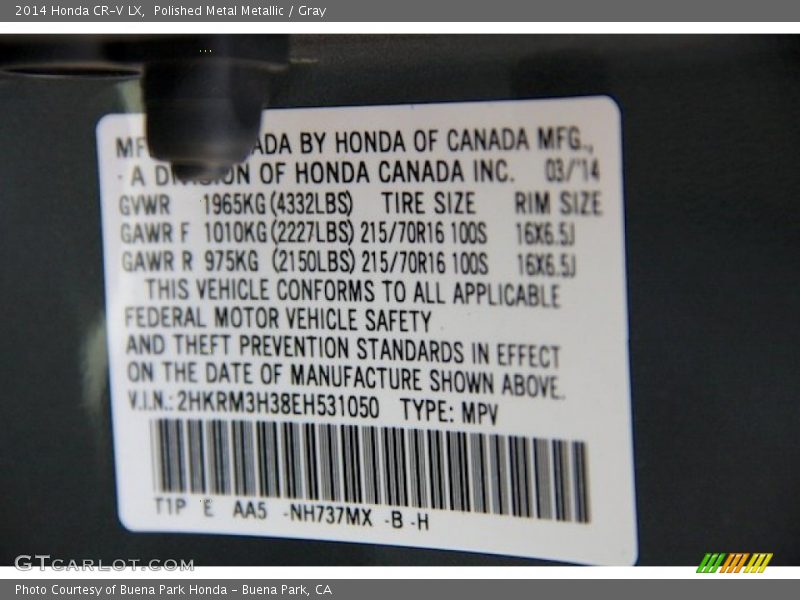 2014 Honda CR-V LX, Polished Metal Metallic / Gray
ADA BY HONDA OF CANADA MFG.,
A DIVISION OF HONDA CANADA INC. 03/'14
GVWR 1965KG (4332LBS) TIRE SIZE RIM SIZE
GAWR F 1010KG (2227LBS) 215/70R16 100S 16X6.5J
GAWR R 975KG (2150LBS) 215/70R16 100S 16X6.5J
THIS VEHICLE CONFORMS TO ALL APPLICABLE
FEDERAL MOTOR VEHICLE SAFETY
AND THEFT PREVENTION STANDARDS IN EFFECT
ON THE DATE OF MANUFACTURE SHOWN ABOVE.
V.I.N.: 2HKRM3H38EH531050 TYPE: MPV
T1P E AA5 -NH737MX -B -H
GTCARLOT.COM
Photo Courtesy of Buena Park Honda - Buena Park, CA